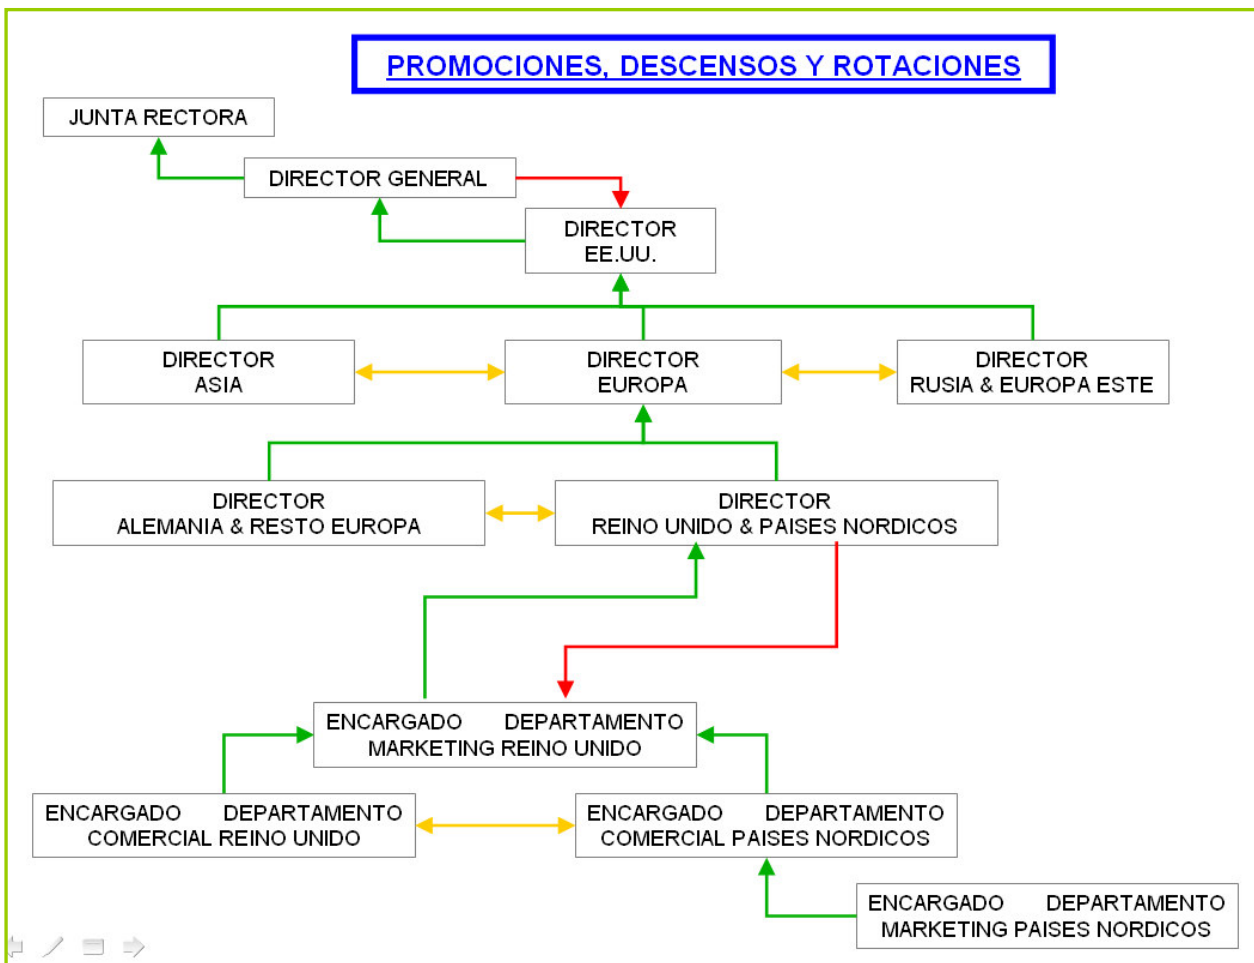 PROMOCIONES, DESCENSOS Y ROTACIONES
JUNTA RECTORA
DIRECTOR GENERAL
DIRECTOR
EE.UU.
DIRECTOR
ASIA
DIRECTOR
EUROPA
DIRECTOR
RUSIA & EUROPA ESTE
DIRECTOR
ALEMANIA & RESTO EUROPA
DIRECTOR
REINO UNIDO & PAISES NORDICOS
ENCARGADO DEPARTAMENTO
MARKETING REINO UNIDO
ENCARGADO DEPARTAMENTO
COMERCIAL REINO UNIDO
ENCARGADO DEPARTAMENTO
COMERCIAL PAISES NORDICOS
ENCARGADO DEPARTAMENTO
MARKETING PAISES NORDICOS